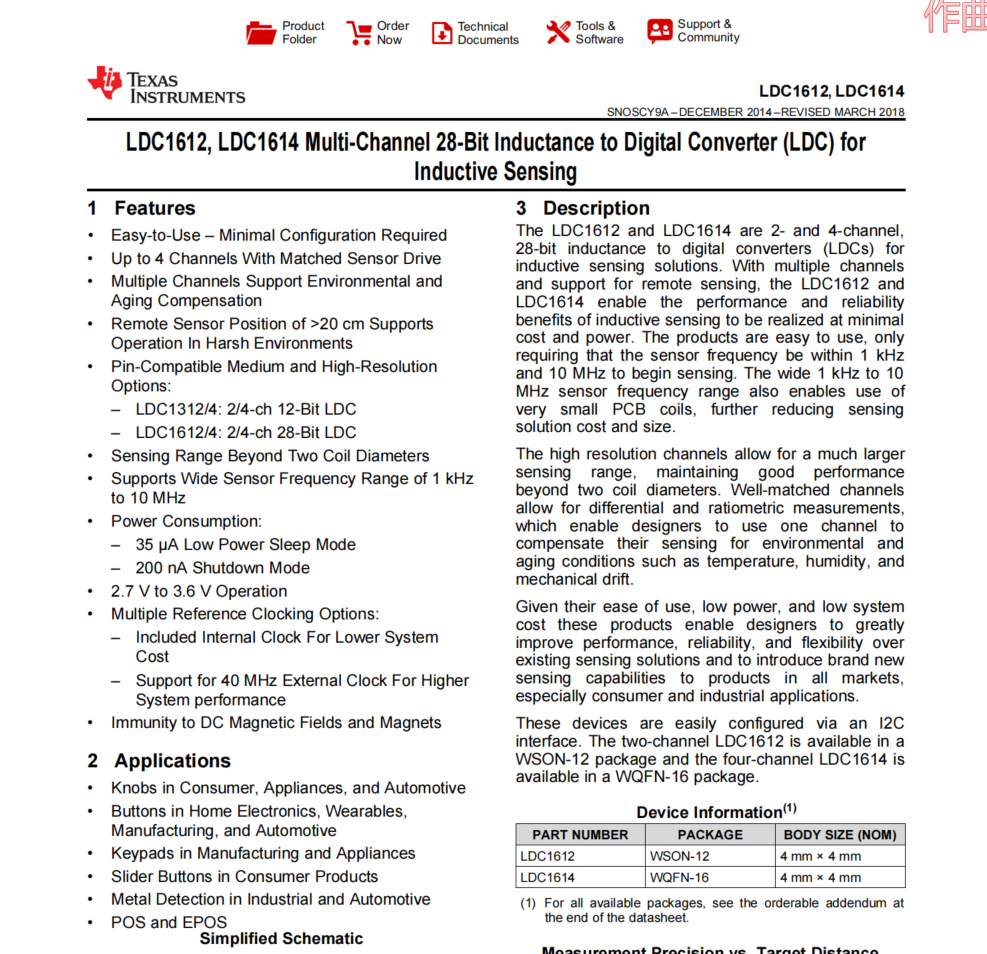 Product
Folder
Order
Now
Technical
Documents
Tools &
Software
Support &
Community
作曲
TEXAS
INSTRUMENTS
LDC1612, LDC1614
SNOSCY9A – DECEMBER 2014 – REVISED MARCH 2018
LDC1612, LDC1614 Multi-Channel 28-Bit Inductance to Digital Converter (LDC) for
Inductive Sensing
1 Features
• Easy-to-Use – Minimal Configuration Required
• Up to 4 Channels With Matched Sensor Drive
• Multiple Channels Support Environmental and
Aging Compensation
• Remote Sensor Position of >20 cm Supports
Operation In Harsh Environments
• Pin-Compatible Medium and High-Resolution
Options:
– LDC1312/4: 2/4-ch 12-Bit LDC
– LDC1612/4: 2/4-ch 28-Bit LDC
• Sensing Range Beyond Two Coil Diameters
• Supports Wide Sensor Frequency Range of 1 kHz
to 10 MHz
• Power Consumption:
– 35 µA Low Power Sleep Mode
– 200 nA Shutdown Mode
• 2.7 V to 3.6 V Operation
• Multiple Reference Clocking Options:
– Included Internal Clock For Lower System
Cost
– Support for 40 MHz External Clock For Higher
System performance
• Immunity to DC Magnetic Fields and Magnets
2 Applications
• Knobs in Consumer, Appliances, and Automotive
• Buttons in Home Electronics, Wearables,
Manufacturing, and Automotive
• Keypads in Manufacturing and Appliances
• Slider Buttons in Consumer Products
• Metal Detection in Industrial and Automotive
• POS and EPOS
Simplified Schematic
3 Description
The LDC1612 and LDC1614 are 2- and 4-channel,
28-bit inductance to digital converters (LDCs) for
inductive sensing solutions. With multiple channels
and support for remote sensing, the LDC1612 and
LDC1614 enable the performance and reliability
benefits of inductive sensing to be realized at minimal
cost and power. The products are easy to use, only
requiring that the sensor frequency be within 1 kHz
and 10 MHz to begin sensing. The wide 1 kHz to 10
MHz sensor frequency range also enables use of
very small PCB coils, further reducing sensing
solution cost and size.
The high resolution channels allow for a much larger
sensing range, maintaining good performance
beyond two coil diameters. Well-matched channels
allow for differential and ratiometric measurements,
which enable designers to use one channel to
compensate their sensing for environmental and
aging conditions such as temperature, humidity, and
mechanical drift.
Given their ease of use, low power, and low system
cost these products enable designers to greatly
improve performance, reliability, and flexibility over
existing sensing solutions and to introduce brand new
sensing capabilities to products in all markets,
especially consumer and industrial applications.
These devices are easily configured via an I2C
interface. The two-channel LDC1612 is available in a
WSON-12 package and the four-channel LDC1614 is
available in a WQFN-16 package.
Device Information(1)
PART NUMBER PACKAGE BODY SIZE (NOM)
LDC1612 WSON-12 4 mm × 4 mm
LDC1614 WQFN-16 4 mm × 4 mm
(1) For all available packages, see the orderable addendum at
the end of the datasheet.
Measurement Precision vs. Target Distance